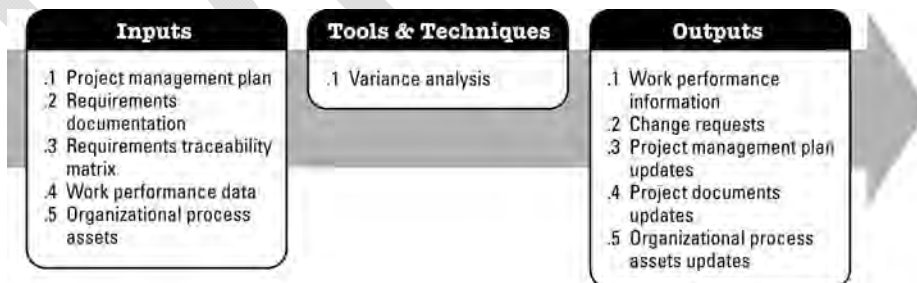 Inputs
.1 Project management plan
.2 Requirements
documentation
.3 Requirements traceability
matrix
.4 Work performance data
.5 Organizational process
assets
Tools & Techniques
.1 Variance analysis
Outputs
.1 Work performance
information
.2 Change requests
.3 Project management plan
updates
.4 Project documents
updates
.5 Organizational process
assets updates